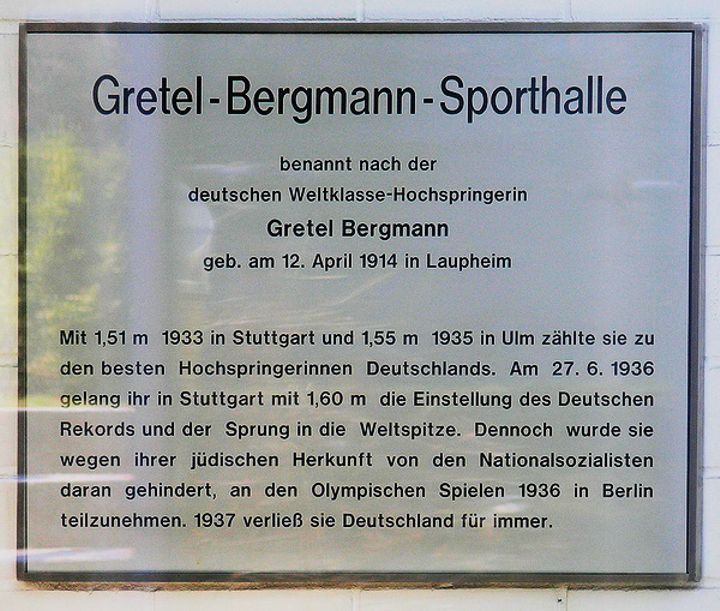 Gretel-Bergmann-Sporthalle
benannt nach der
deutschen Weltklasse-Hochspringerin
Gretel Bergmann
geb. am 12. April 1914 in Laupheim
Mit 1,51 m 1933 in Stuttgart und 1,55 m 1935 in Ulm zählte sie zu
den besten Hochspringerinnen Deutschlands. Am 27. 6. 1936
gelang ihr in Stuttgart mit 1,60 m die Einstellung des Deutschen
Rekords und der Sprung in die Weltspitze. Dennoch wurde sie
wegen ihrer jüdischen Herkunft von den Nationalsozialisten
daran gehindert, an den Olympischen Spielen 1936 in Berlin
teilzunehmen. 1937 verließ sie Deutschland für immer.